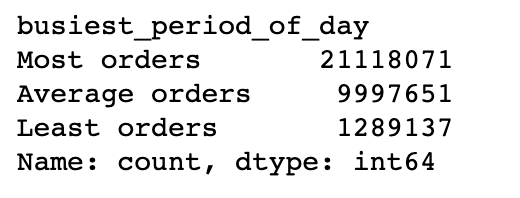 busiest_period_of_day
Most orders       21118071
Average orders     9997651
Least orders       1289137
Name: count, dtype: int64